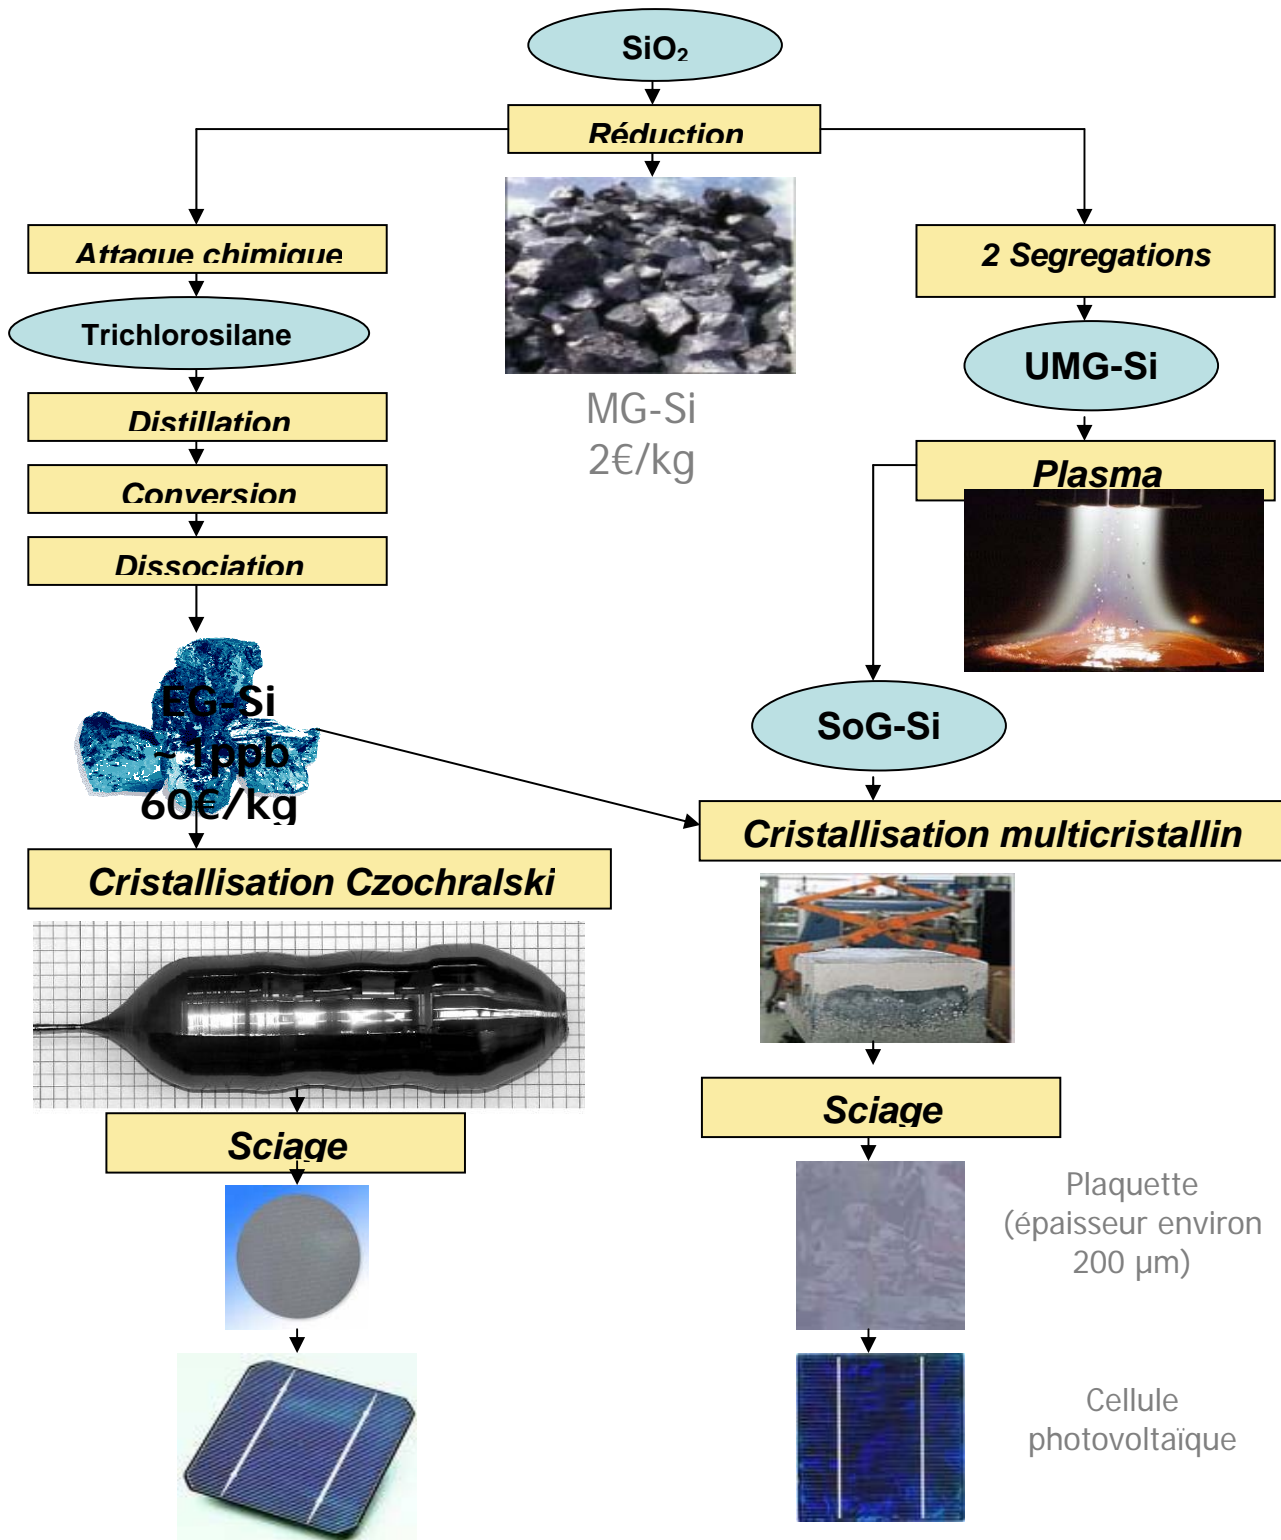 SiO₂
Réduction
Attaque chimique
2 Segregations
Trichlorosilane
UMG-Si
MG-Si
2€/kg
Distillation
Plasma
Conversion
Dissociation
EG-Si
~ 1ppb
60€/kg
SoG-Si
Cristallisation multicristallin
Cristallisation Czochralski
Sciage
Sciage
Plaquette
(épaisseur environ
200 µm)
Cellule
photovoltaïque